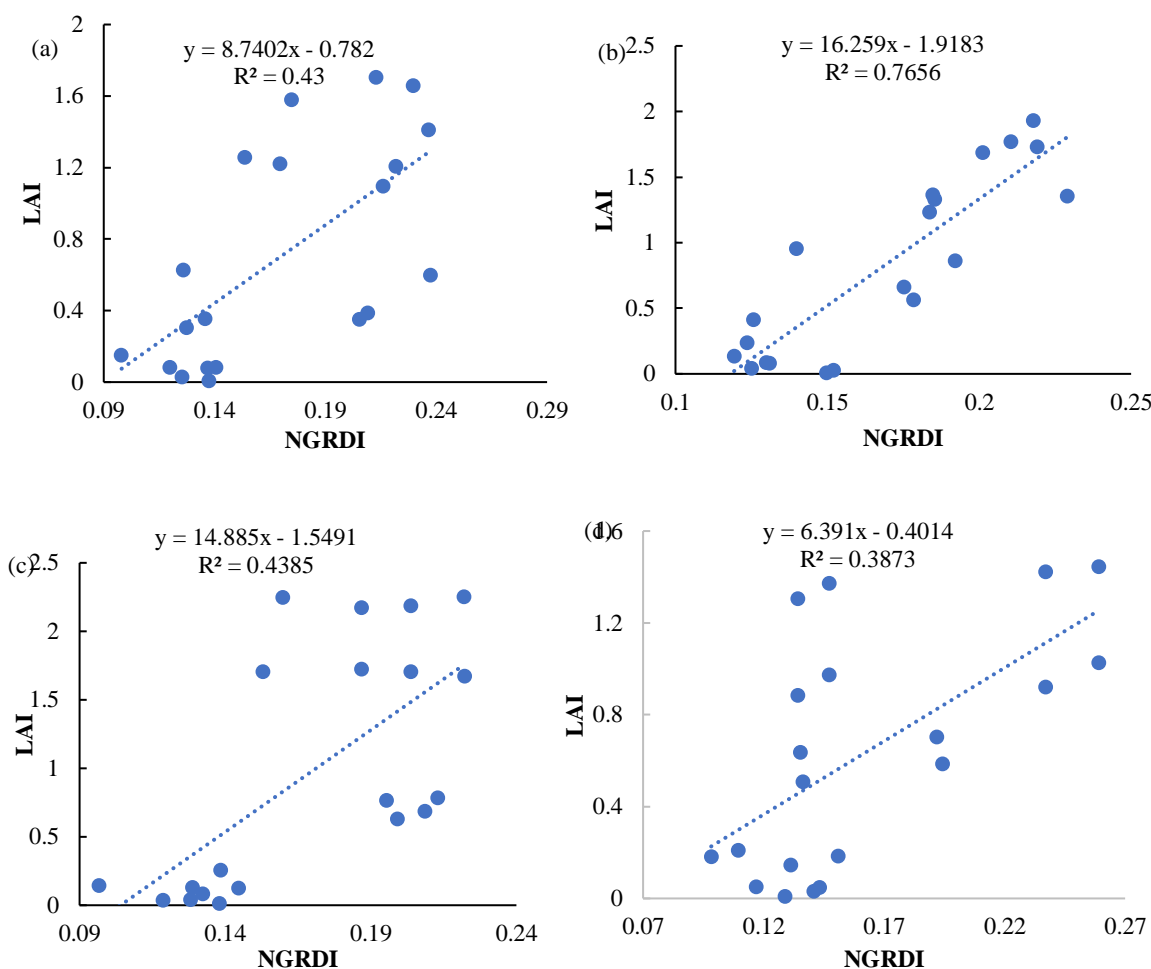 (a)
y = 8.7402x - 0.782
R² = 0.43
2
1.6
1.2
0.8
0.4
0
LAI
0.09 0.14 0.19 0.24 0.29
NGRDI
(b)
y = 16.259x - 1.9183
R² = 0.7656
2.5
2
1.5
1
0.5
0
LAI
0.1 0.15 0.2 0.25
NGRDI
(c)
y = 14.885x - 1.5491
R² = 0.4385
2.5
2
1.5
1
0.5
0
LAI
0.09 0.14 0.19 0.24
NGRDI
(d)
y = 6.391x - 0.4014
R² = 0.3873
1.6
1.2
0.8
0.4
0
LAI
0.07 0.12 0.17 0.22 0.27
NGRDI